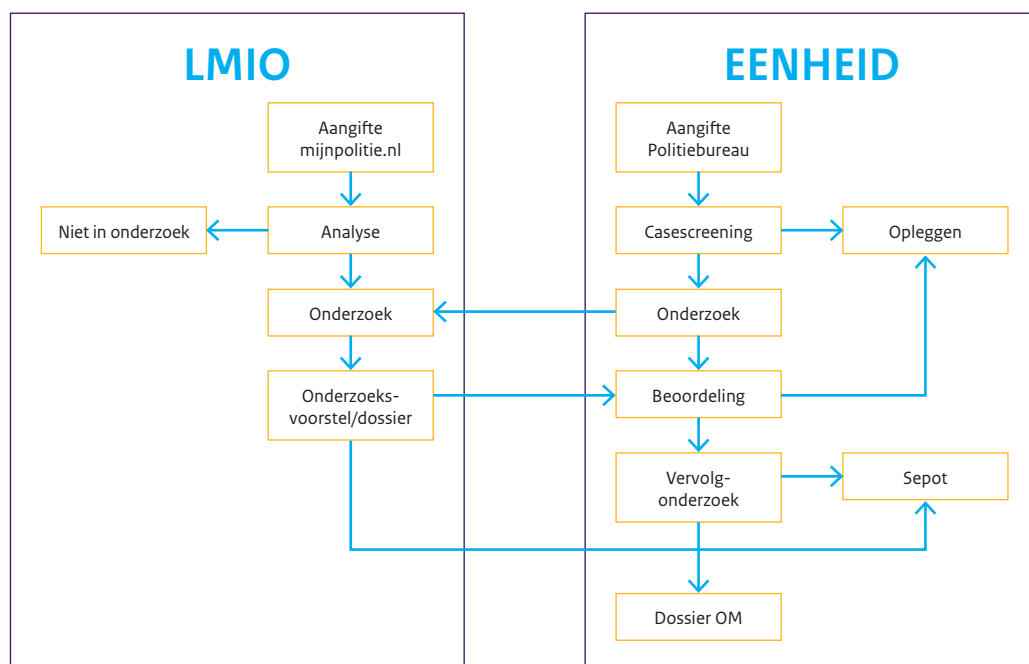 LMIO
Aangifte
mijnpolitie.nl
Niet in onderzoek
Analyse
Onderzoek
Onderzoeks-
voorstel/dossier
EENHEID
Aangifte
Politiebureau
Casescreening
Opleggen
Onderzoek
Beoordeling
Vervolg-
onderzoek
Sepot
Dossier OM